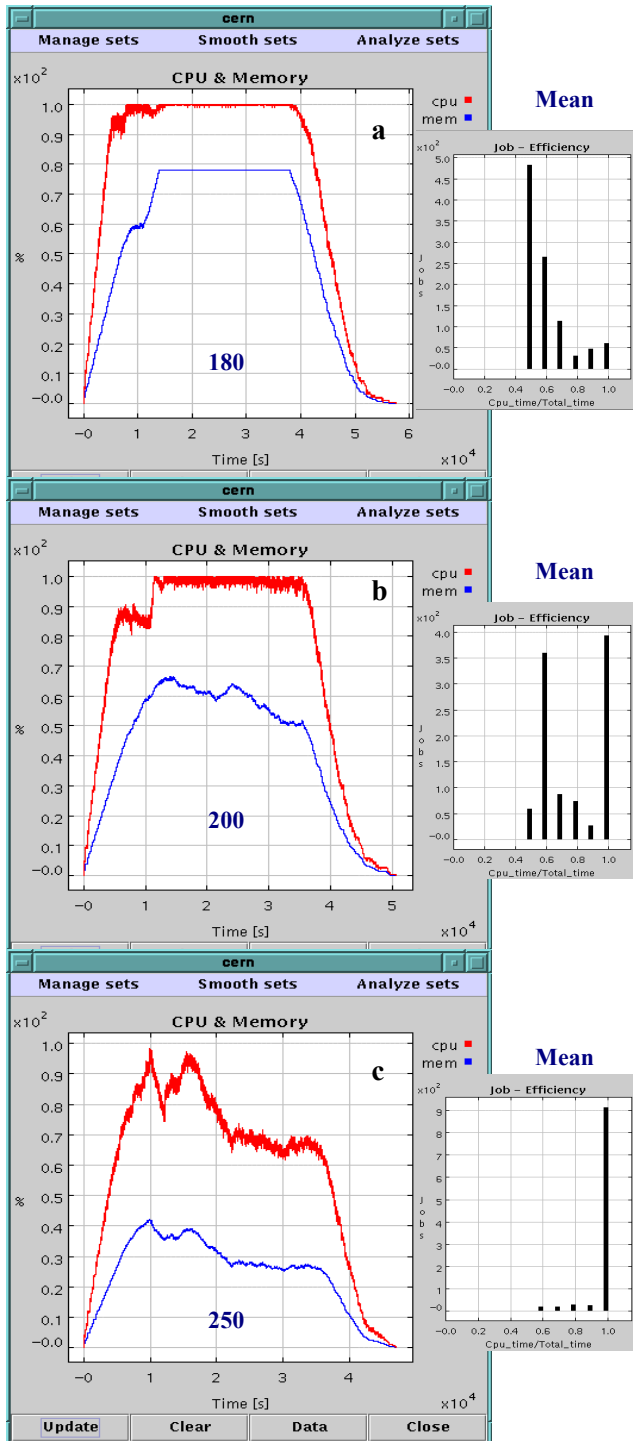 cern
Manage sets Smooth sets Analyze sets
CPU & Memory
×10²
cpu
mem
a
1.0
0.9
0.8
0.7
0.6
0.5
0.4
0.3
0.2
0.1
-0.0
%
180
-0 1 2 3 4 5 6
Time [s]
×10⁴
Mean
Job - Efficiency
×10²
5.0
4.5
4.0
3.5
3.0
2.5
2.0
1.5
1.0
0.5
-0.0
Jobs
-0.0 0.2 0.4 0.6 0.8 1.0
Cpu_time/Total_time
cern
Manage sets Smooth sets Analyze sets
CPU & Memory
×10²
cpu
mem
b
1.0
0.9
0.8
0.7
0.6
0.5
0.4
0.3
0.2
0.1
-0.0
%
200
-0 1 2 3 4 5
Time [s]
×10⁴
Mean
Job - Efficiency
×10²
4.0
3.5
3.0
2.5
2.0
1.5
1.0
0.5
-0.0
Jobs
-0.0 0.2 0.4 0.6 0.8 1.0
Cpu_time/Total_time
cern
Manage sets Smooth sets Analyze sets
CPU & Memory
×10²
cpu
mem
c
1.0
0.9
0.8
0.7
0.6
0.5
0.4
0.3
0.2
0.1
-0.0
%
250
-0 1 2 3 4
Time [s]
×10⁴
Mean
Job - Efficiency
×10²
9
8
7
6
5
4
3
2
1
-0
Jobs
-0.0 0.2 0.4 0.6 0.8 1.0
Cpu_time/Total_time
Update Clear Data Close